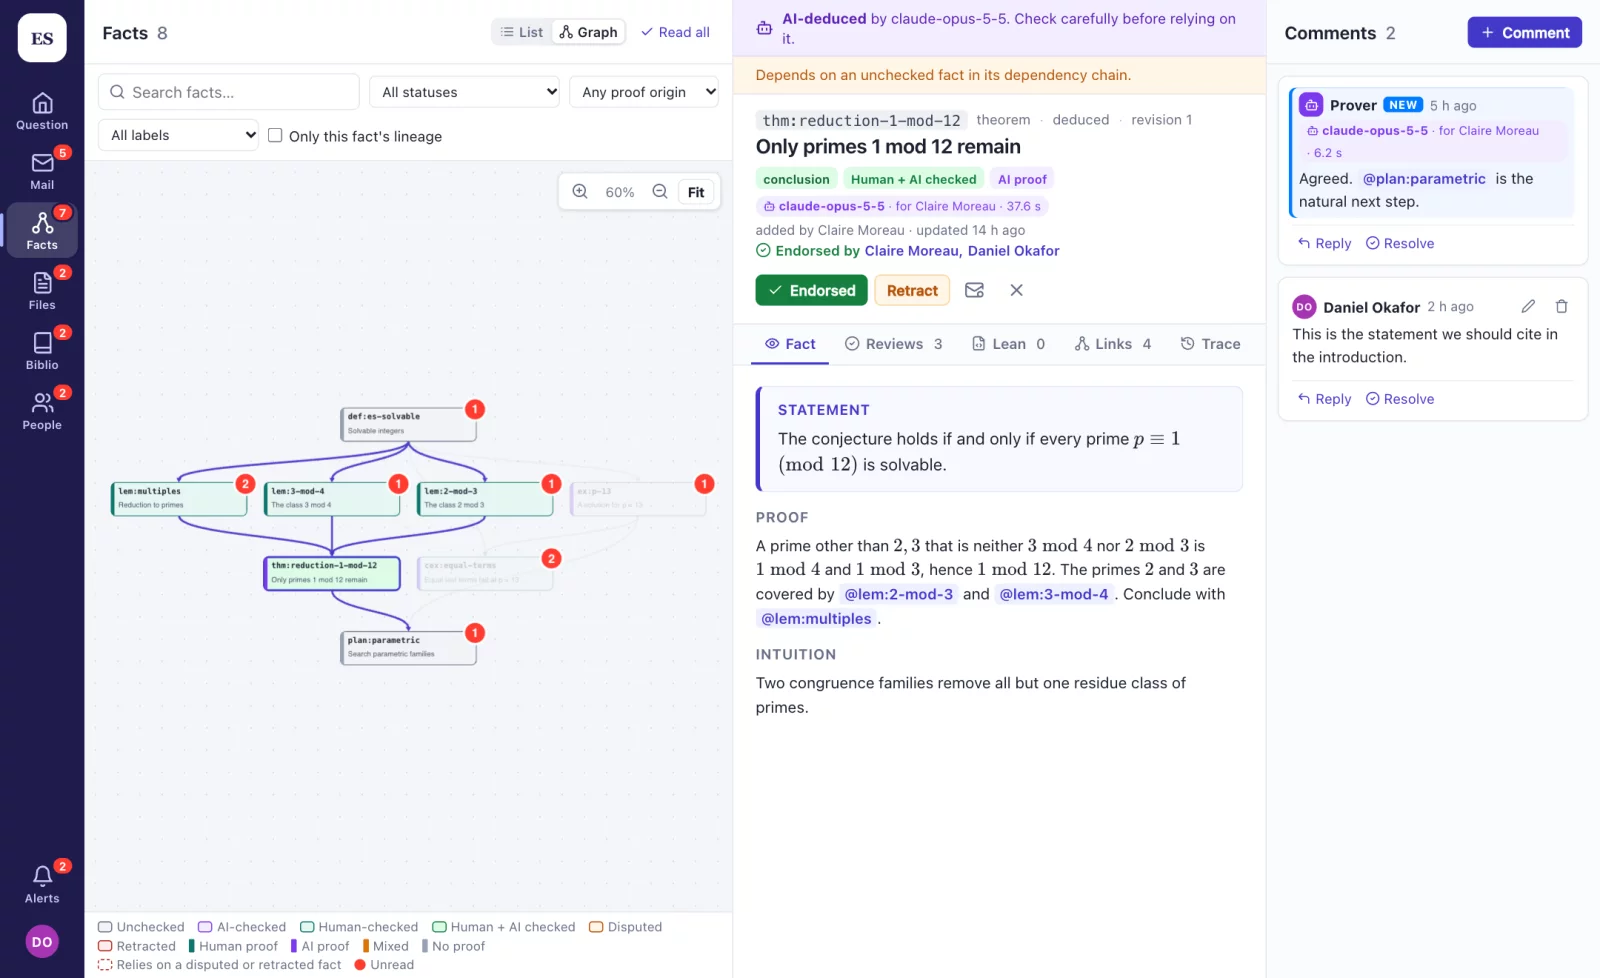 ES
Question
5
Mail
7
Facts
2
Files
2
Biblio
2
People
2
Alerts
DO
Facts 8
List
Graph
Read all
Search facts...
All statuses
Any proof origin
All labels
Only this fact's lineage
60%
Fit
def:es-solvable
Solvable integers
1
lem:multiples
Reduction to primes
2
lem:3-mod-4
The class 3 mod 4
1
lem:2-mod-3
The class 2 mod 3
1
ex:p-13
A solution for p = 13
1
thm:reduction-1-mod-12
Only primes 1 mod 12 remain
cex:equal-terms
2
plan:parametric
Search parametric families
1
Unchecked
AI-checked
Human-checked
Human + AI checked
Disputed
Retracted
Human proof
AI proof
Mixed
No proof
Relies on a disputed or retracted fact
Unread
AI-deduced by claude-opus-5-5. Check carefully before relying on
it.
Depends on an unchecked fact in its dependency chain.
thm:reduction-1-mod-12 theorem · deduced · revision 1
Only primes 1 mod 12 remain
conclusion
Human + AI checked
AI proof
claude-opus-5-5 · for Claire Moreau · 37.6 s
added by Claire Moreau · updated 14 h ago
Endorsed by Claire Moreau, Daniel Okafor
Endorsed
Retract
Fact
Reviews 3
Lean 0
Links 4
Trace
STATEMENT
The conjecture holds if and only if every prime p ≡ 1
(mod 12) is solvable.
PROOF
A prime other than 2, 3 that is neither 3 mod 4 nor 2 mod 3 is
1 mod 4 and 1 mod 3, hence 1 mod 12. The primes 2 and 3 are
covered by @lem:2-mod-3 and @lem:3-mod-4 . Conclude with
@lem:multiples .
INTUITION
Two congruence families remove all but one residue class of
primes.
Comments 2
+ Comment
Prover NEW 5 h ago
claude-opus-5-5 · for Claire Moreau
· 6.2 s
Agreed. @plan:parametric is the
natural next step.
Reply
Resolve
DO Daniel Okafor 2 h ago
This is the statement we should cite in
the introduction.
Reply
Resolve